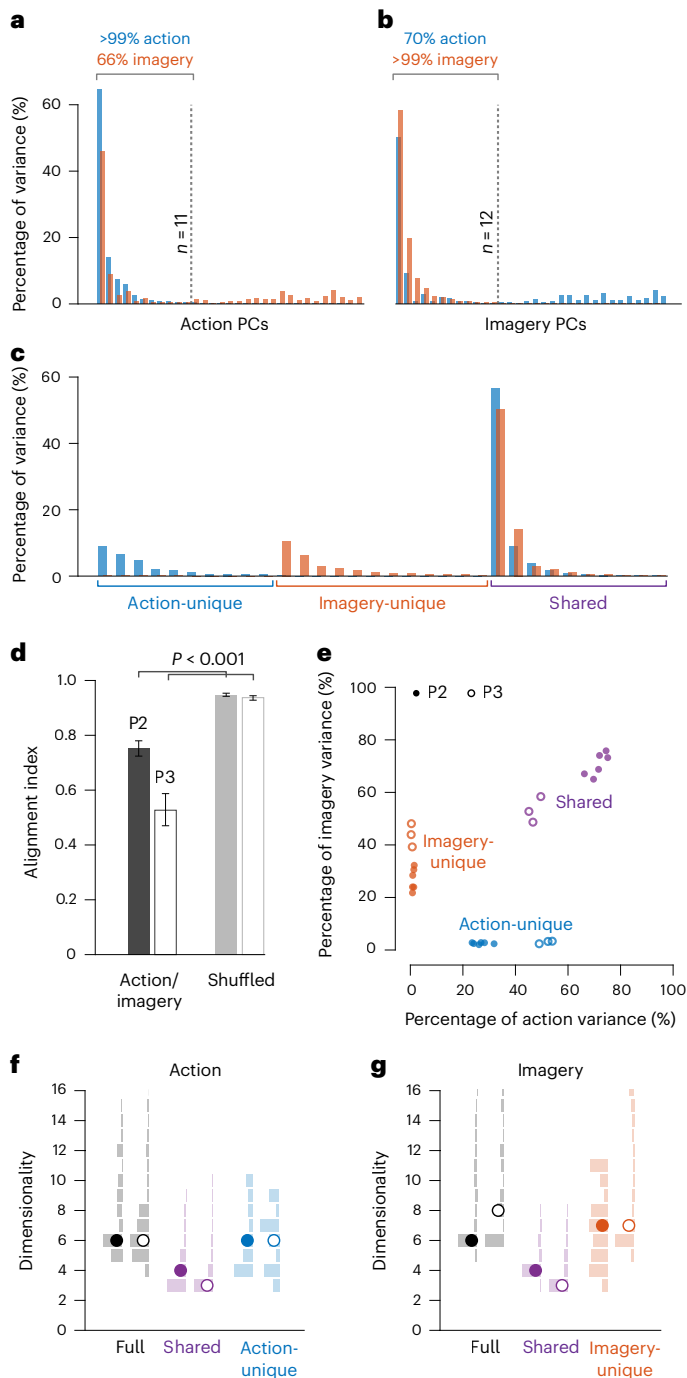 a
>99% action
66% imagery
Percentage of variance (%)
60
40
20
0
n = 11
Action PCs
b
70% action
>99% imagery
n = 12
Imagery PCs
c
Percentage of variance (%)
60
40
20
0
Action-unique
Imagery-unique
Shared
d
P < 0.001
Alignment index
1.0
0.8
0.6
0.4
0.2
0
P2
P3
Action/
imagery
Shuffled
e
Percentage of imagery variance (%)
100
80
60
40
20
0
P2
P3
Shared
Imagery-
unique
Action-unique
0
20
40
60
80
100
Percentage of action variance (%)
f
Action
Dimensionality
16
14
12
10
8
6
4
2
0
Full
Shared
Action-
unique
g
Imagery
Dimensionality
16
14
12
10
8
6
4
2
0
Full
Shared
Imagery-
unique